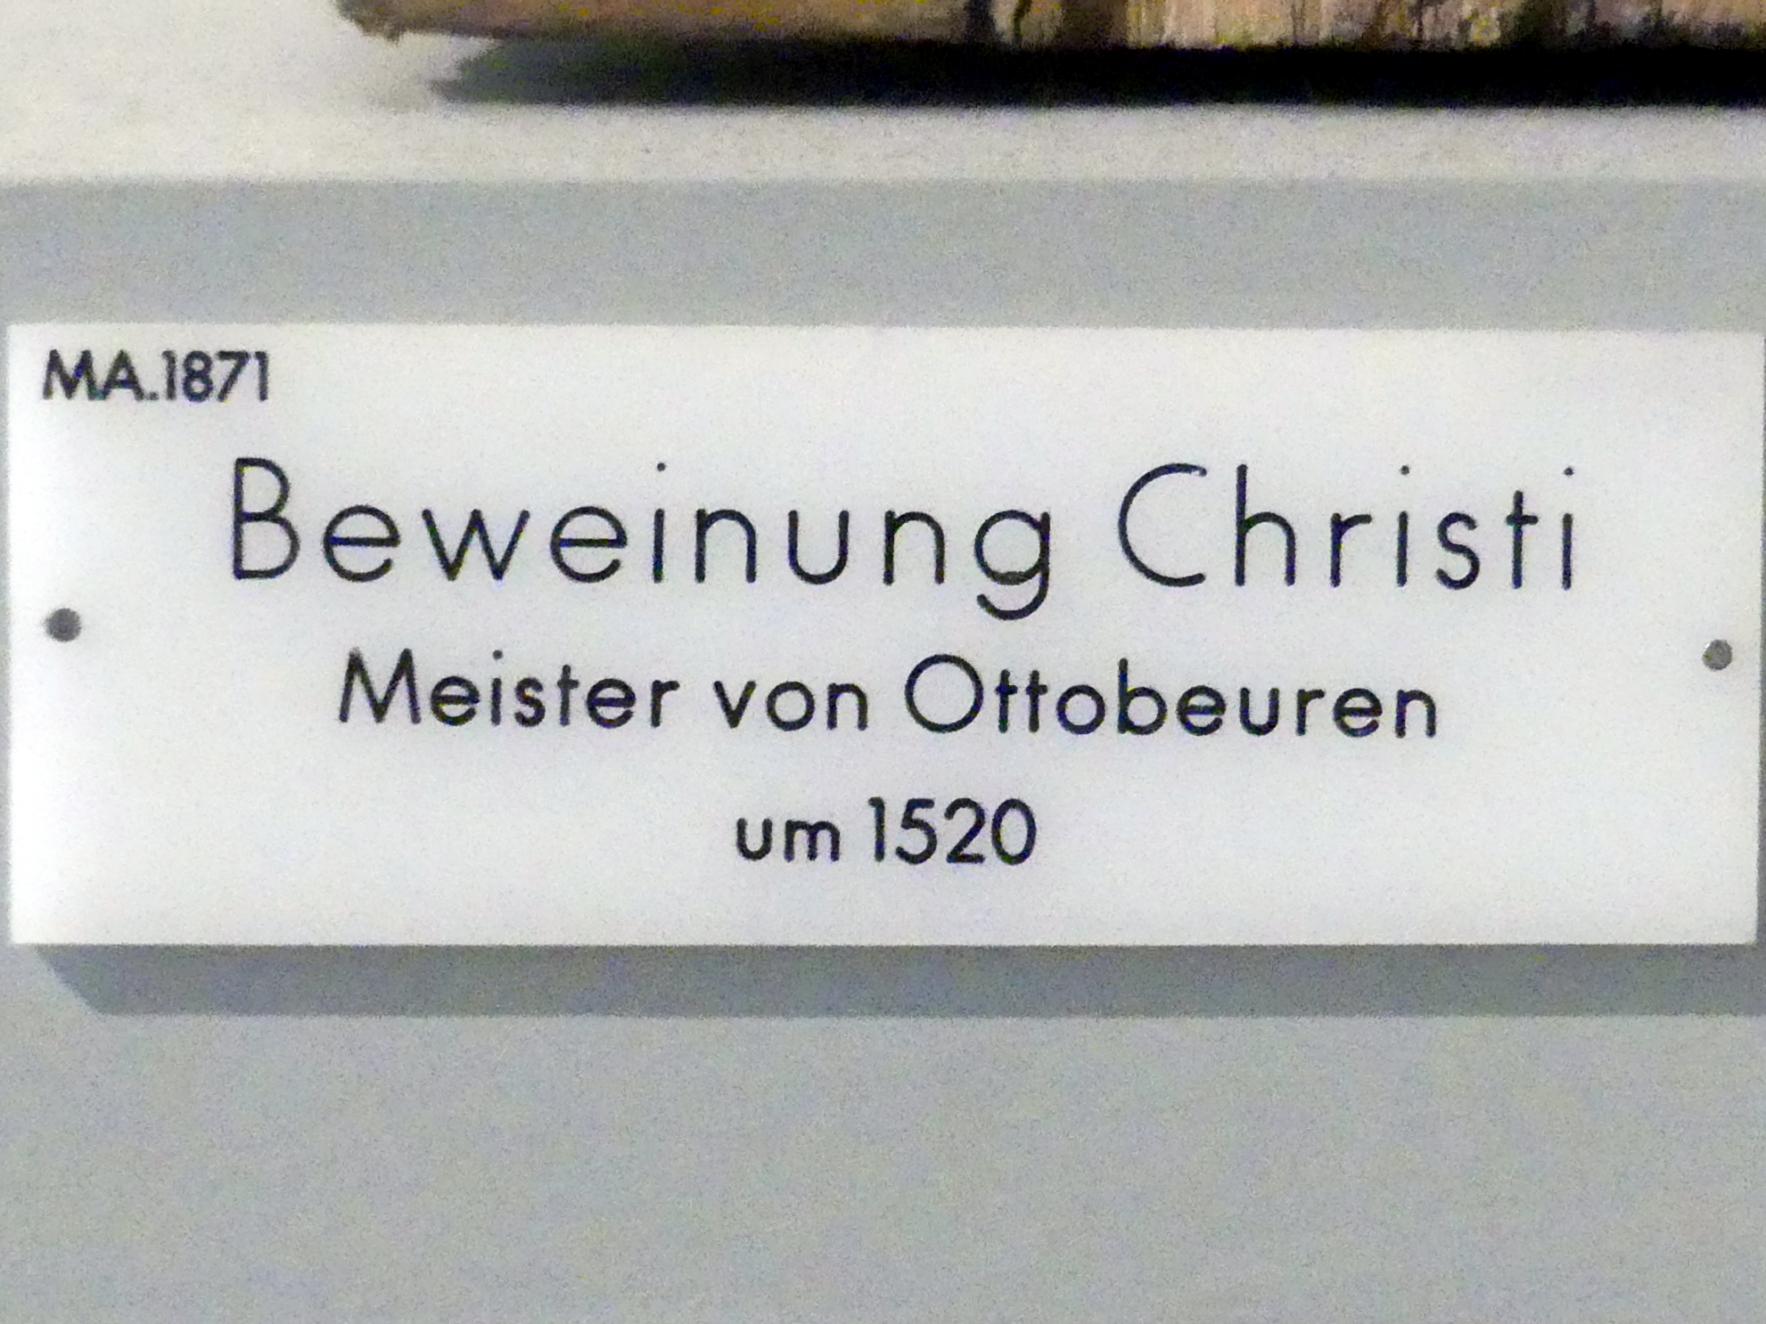 MA.1871
Beweinung Christi
Meister von Ottobeuren
um 1520